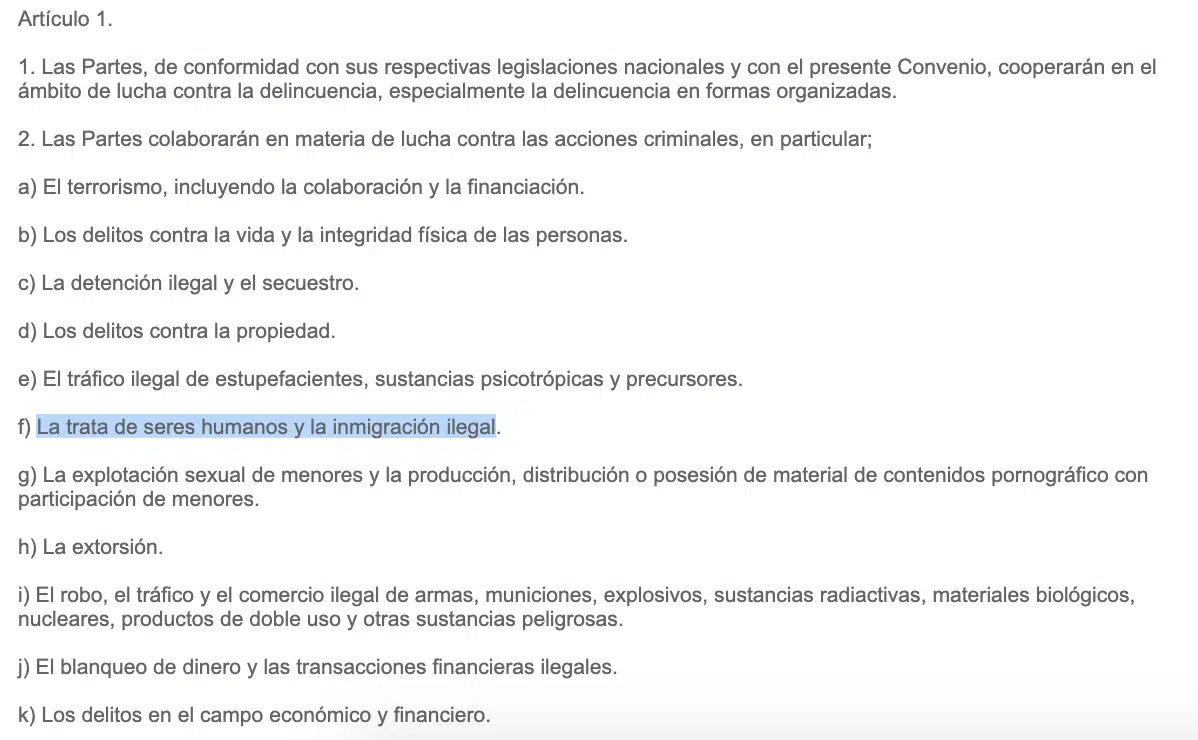 Artículo 1.
1. Las Partes, de conformidad con sus respectivas legislaciones nacionales y con el presente Convenio, cooperarán en el
ámbito de lucha contra la delincuencia, especialmente la delincuencia en formas organizadas.
2. Las Partes colaborarán en materia de lucha contra las acciones criminales, en particular;
a) El terrorismo, incluyendo la colaboración y la financiación.
b) Los delitos contra la vida y la integridad física de las personas.
c) La detención ilegal y el secuestro.
d) Los delitos contra la propiedad.
e) El tráfico ilegal de estupefacientes, sustancias psicotrópicas y precursores.
f) La trata de seres humanos y la inmigración ilegal.
g) La explotación sexual de menores y la producción, distribución o posesión de material de contenidos pornográfico con
participación de menores.
h) La extorsión.
i) El robo, el tráfico y el comercio ilegal de armas, municiones, explosivos, sustancias radiactivas, materiales biológicos,
nucleares, productos de doble uso y otras sustancias peligrosas.
j) El blanqueo de dinero y las transacciones financieras ilegales.
k) Los delitos en el campo económico y financiero.